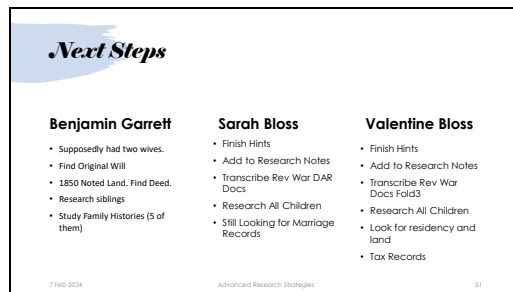 Next Steps
Benjamin Garrett
• Supposedly had two wives.
• Find Original Will
• 1850 Noted Land. Find Deed.
• Research siblings
• Study Family Histories (5 of
them)
Sarah Bloss
• Finish Hints
• Add to Research Notes
• Transcribe Rev War DAR
Docs
• Research All Children
• Still Looking for Marriage
Records
Valentine Bloss
• Finish Hints
• Add to Research Notes
• Transcribe Rev War
Docs Fold3
• Research All Children
• Look for residency and
land
• Tax Records
7 Feb 2024
Advanced Research Strategies
51